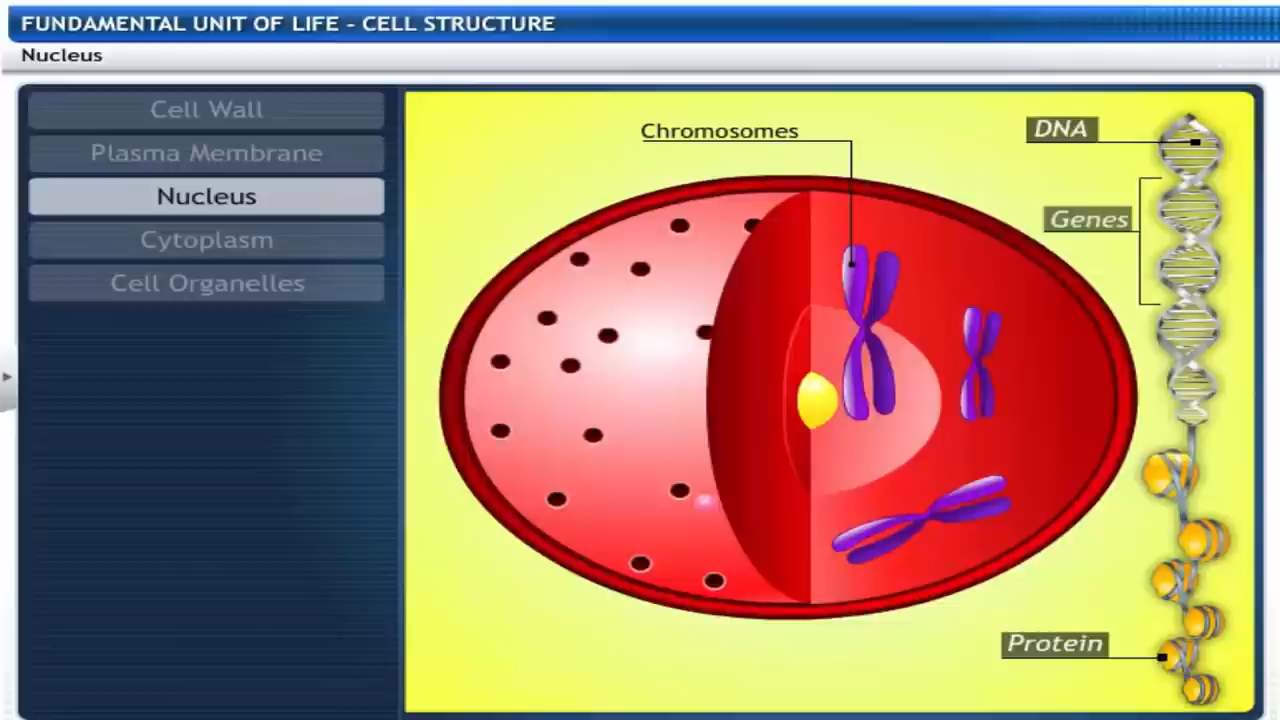 FUNDAMENTAL UNIT OF LIFE - CELL STRUCTURE
Nucleus
Cell Wall
Plasma Membrane
Nucleus
Cytoplasm
Cell Organelles
Chromosomes
DNA
Genes
Protein